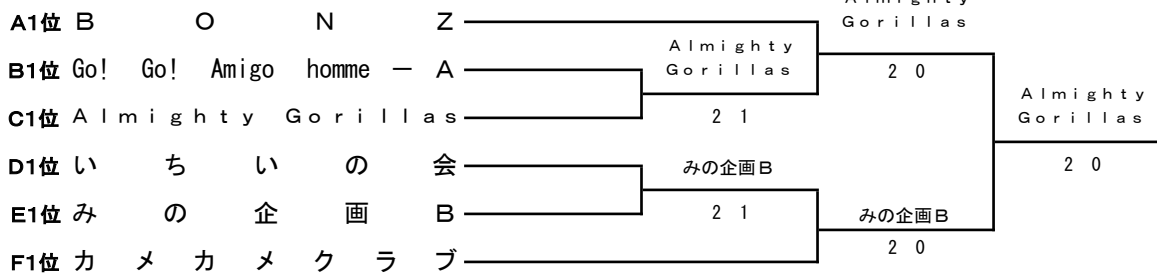 Almighty
Gorillas
A1位 BONZ
Almighty
Gorillas
B1位 Go! Go! Amigo homme － A
2 0
Almighty
Gorillas
C1位 Almighty Gorillas
2 1
D1位 いちいの会
みの企画B
2 0
E1位 みの企画B
2 1
みの企画B
2 0
F1位 カメカメクラブ